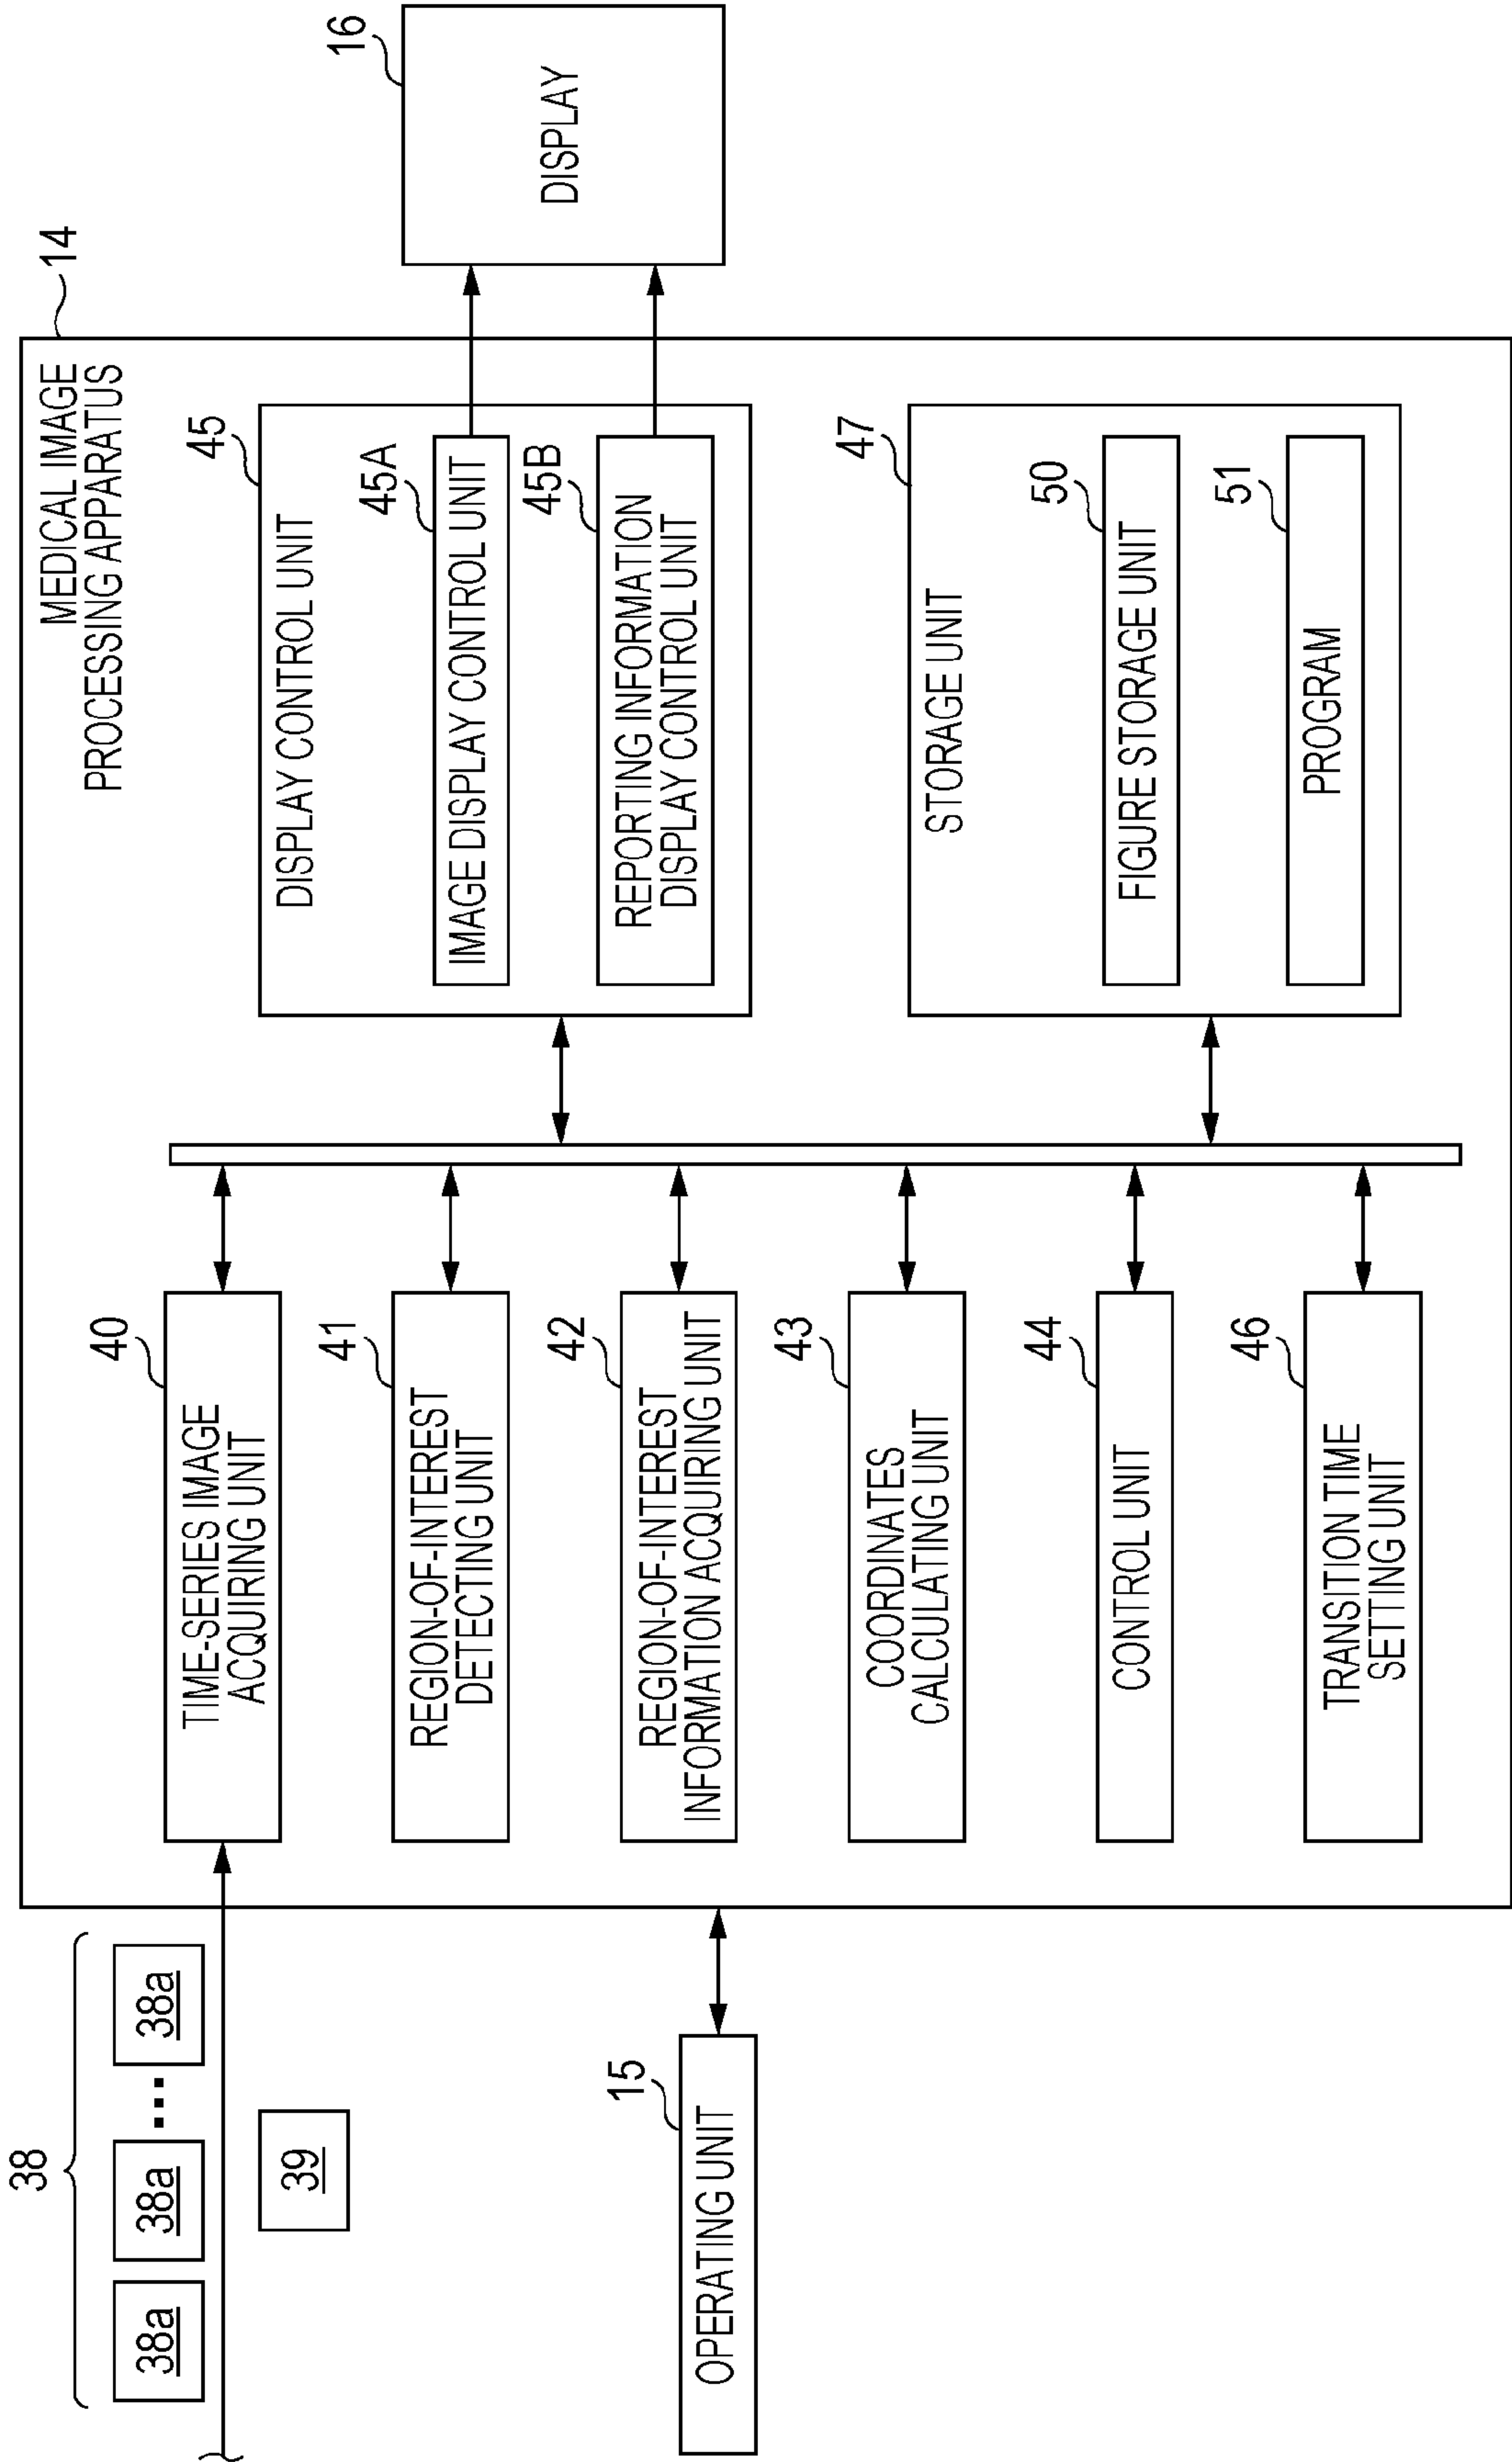 38
38a
38a
...
38a
39
15
OPERATING UNIT
MEDICAL IMAGE
PROCESSING APPARATUS
14
40
TIME-SERIES IMAGE
ACQUIRING UNIT
41
REGION-OF-INTEREST
DETECTING UNIT
42
REGION-OF-INTEREST
INFORMATION ACQUIRING UNIT
43
COORDINATES
CALCULATING UNIT
44
CONTROL UNIT
46
TRANSITION TIME
SETTING UNIT
45
DISPLAY CONTROL UNIT
45A
IMAGE DISPLAY CONTROL UNIT
45B
REPORTING INFORMATION
DISPLAY CONTROL UNIT
47
STORAGE UNIT
50
FIGURE STORAGE UNIT
51
PROGRAM
16
DISPLAY